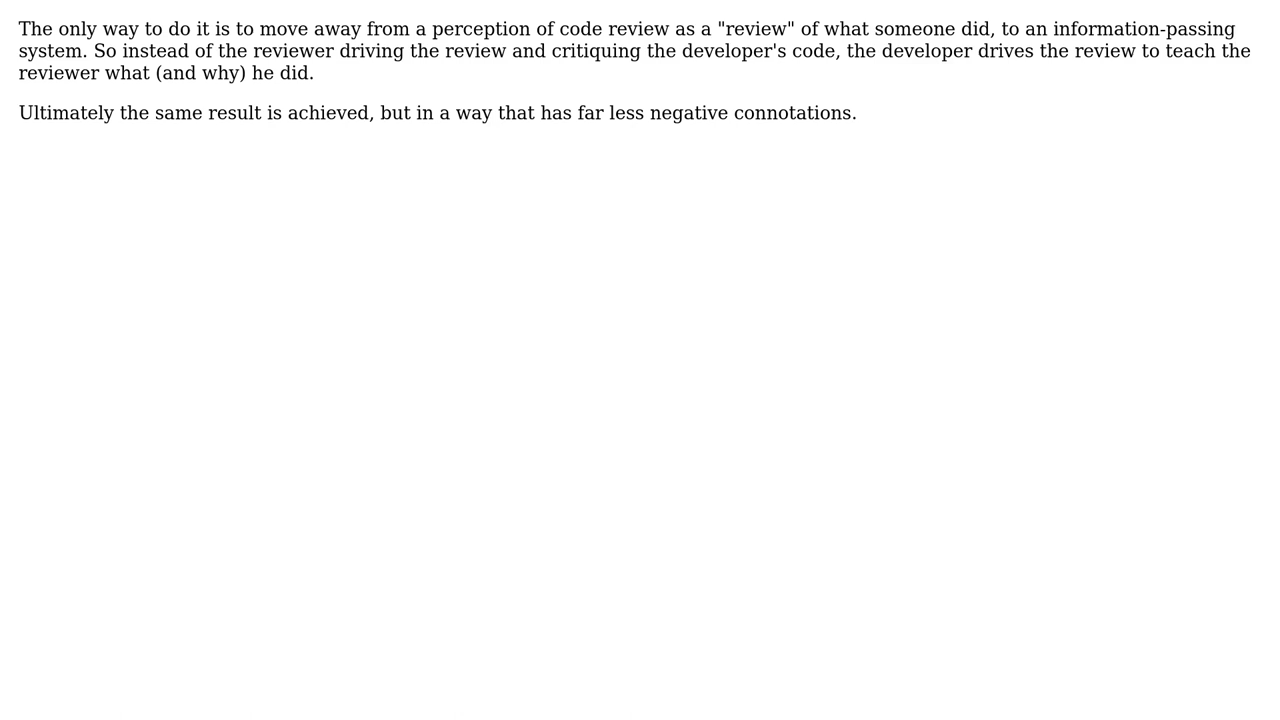 The only way to do it is to move away from a perception of code review as a "review" of what someone did, to an information-passing
system. So instead of the reviewer driving the review and critiquing the developer's code, the developer drives the review to teach the
reviewer what (and why) he did.
Ultimately the same result is achieved, but in a way that has far less negative connotations.